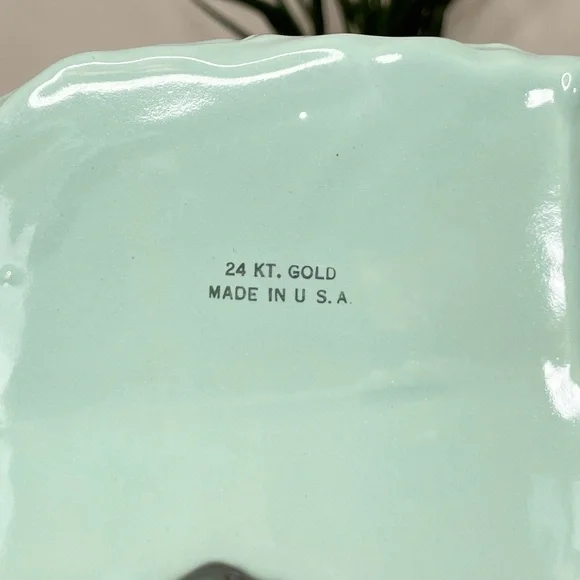 24 KT. GOLD
MADE IN U S. A.